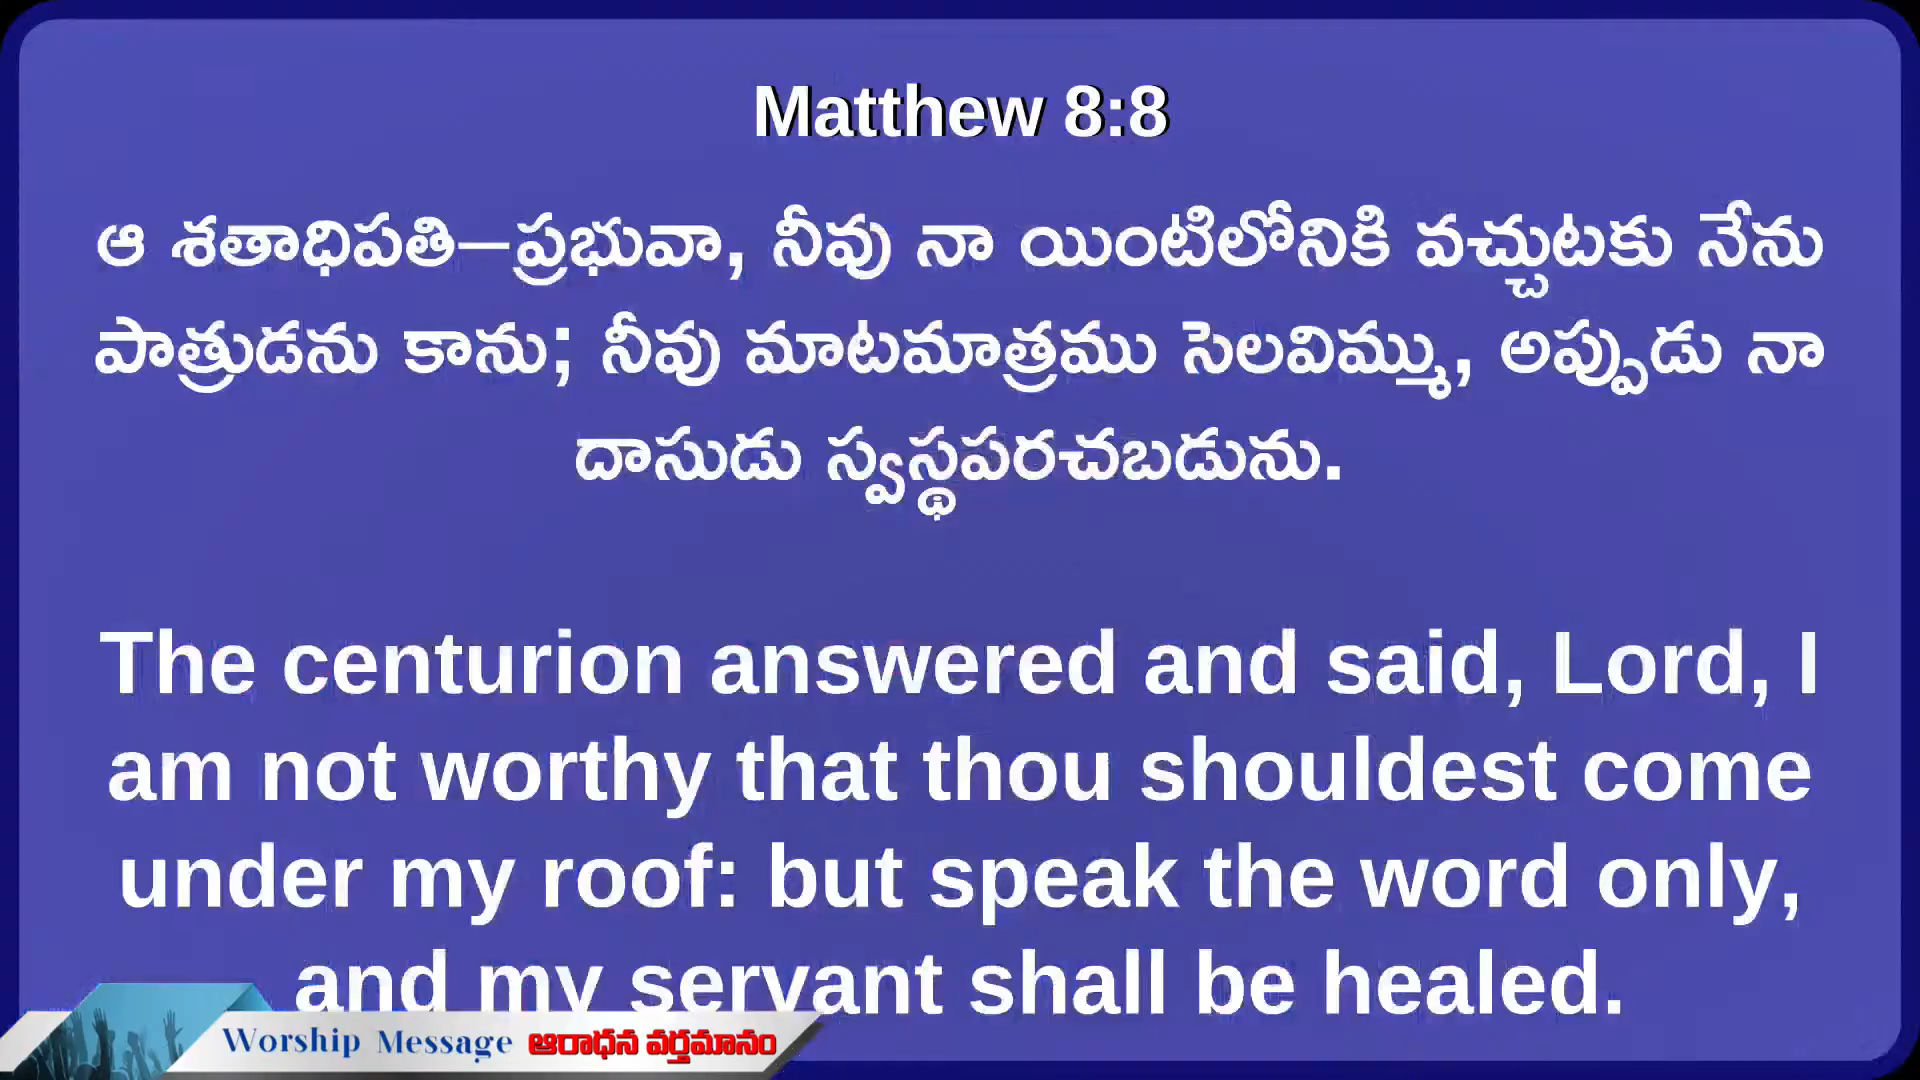 Matthew 8:8
ఆ శతాధిపతి–ప్రభువా, నీవు నా యింటిలోనికి వచ్చుటకు నేను
పాత్రుడను కాను; నీవు మాటమాత్రము సెలవిమ్ము, అప్పుడు నా
దాసుడు స్వస్థపరచబడును.
The centurion answered and said, Lord, I
am not worthy that thou shouldest come
under my roof: but speak the word only,
and my servant shall be healed.
Worship Message ఆరాధన వర్తమానం